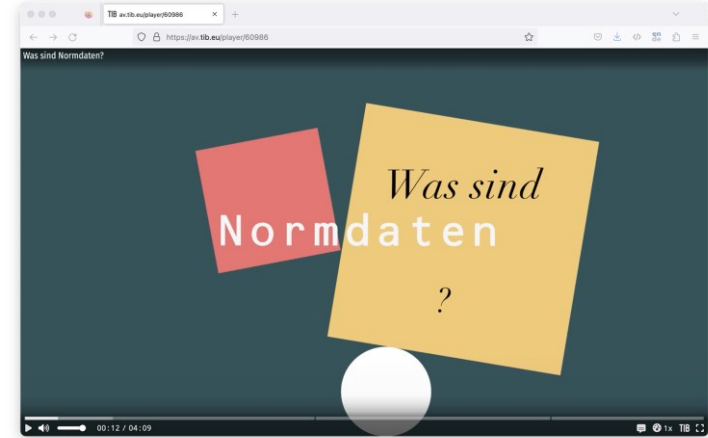 TIB av.tib.eu/player/60986
https://av.tib.eu/player/60986
Was sind Normdaten?
Was sind
Normdaten
?
00:12 / 04:09
1x TIB